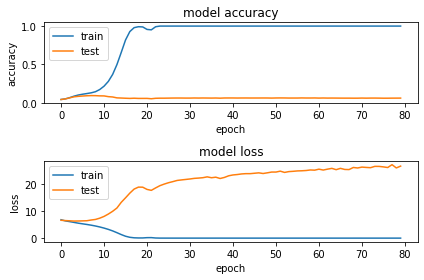 model accuracy
1.0
0.5
0.0
accuracy
train
test
0 10 20 30 40 50 60 70 80
epoch
model loss
20
10
0
loss
train
test
0 10 20 30 40 50 60 70 80
epoch